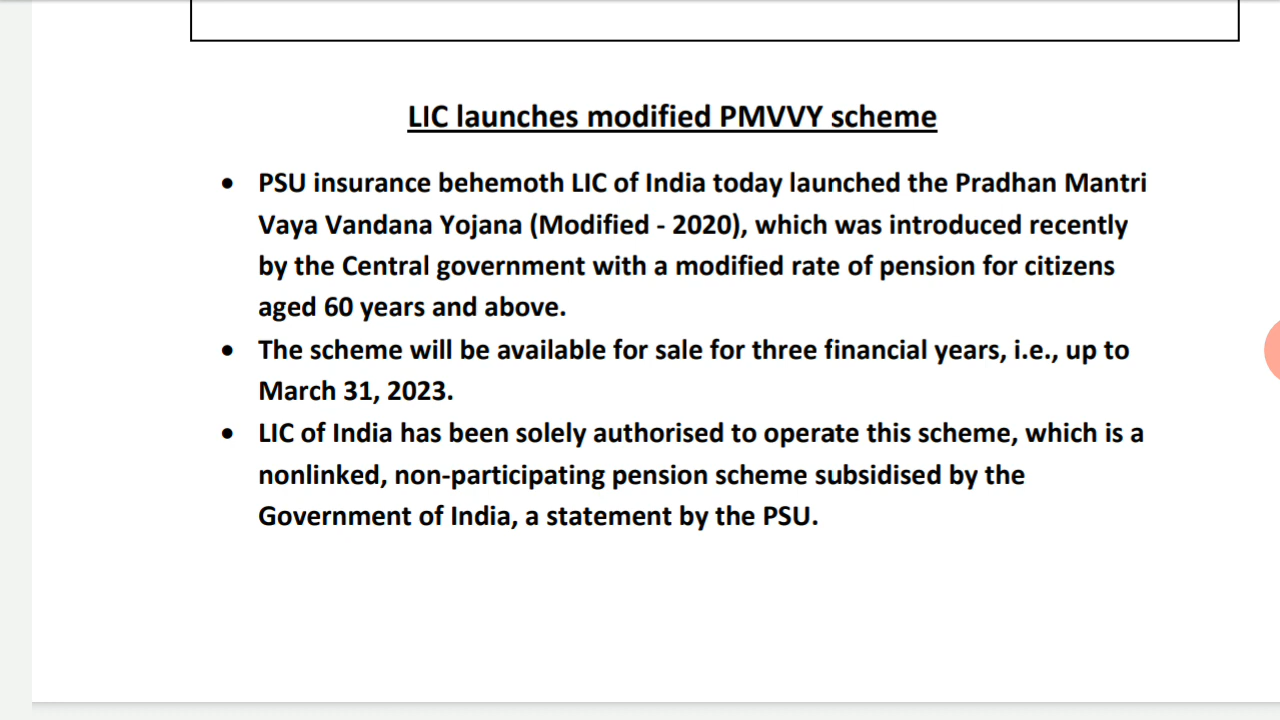 LIC launches modified PMVVY scheme
• PSU insurance behemoth LIC of India today launched the Pradhan Mantri
Vaya Vandana Yojana (Modified - 2020), which was introduced recently
by the Central government with a modified rate of pension for citizens
aged 60 years and above.
• The scheme will be available for sale for three financial years, i.e., up to
March 31, 2023.
• LIC of India has been solely authorised to operate this scheme, which is a
nonlinked, non-participating pension scheme subsidised by the
Government of India, a statement by the PSU.